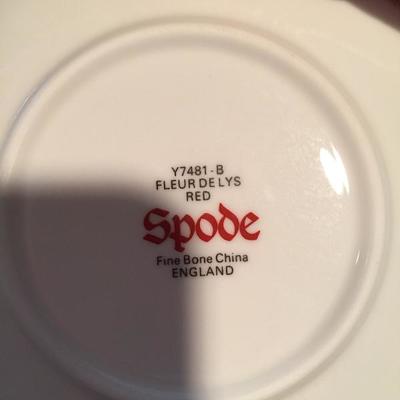 Y7481-B
FLEUR DE LYS
RED
Spode
Fine Bone China
ENGLAND